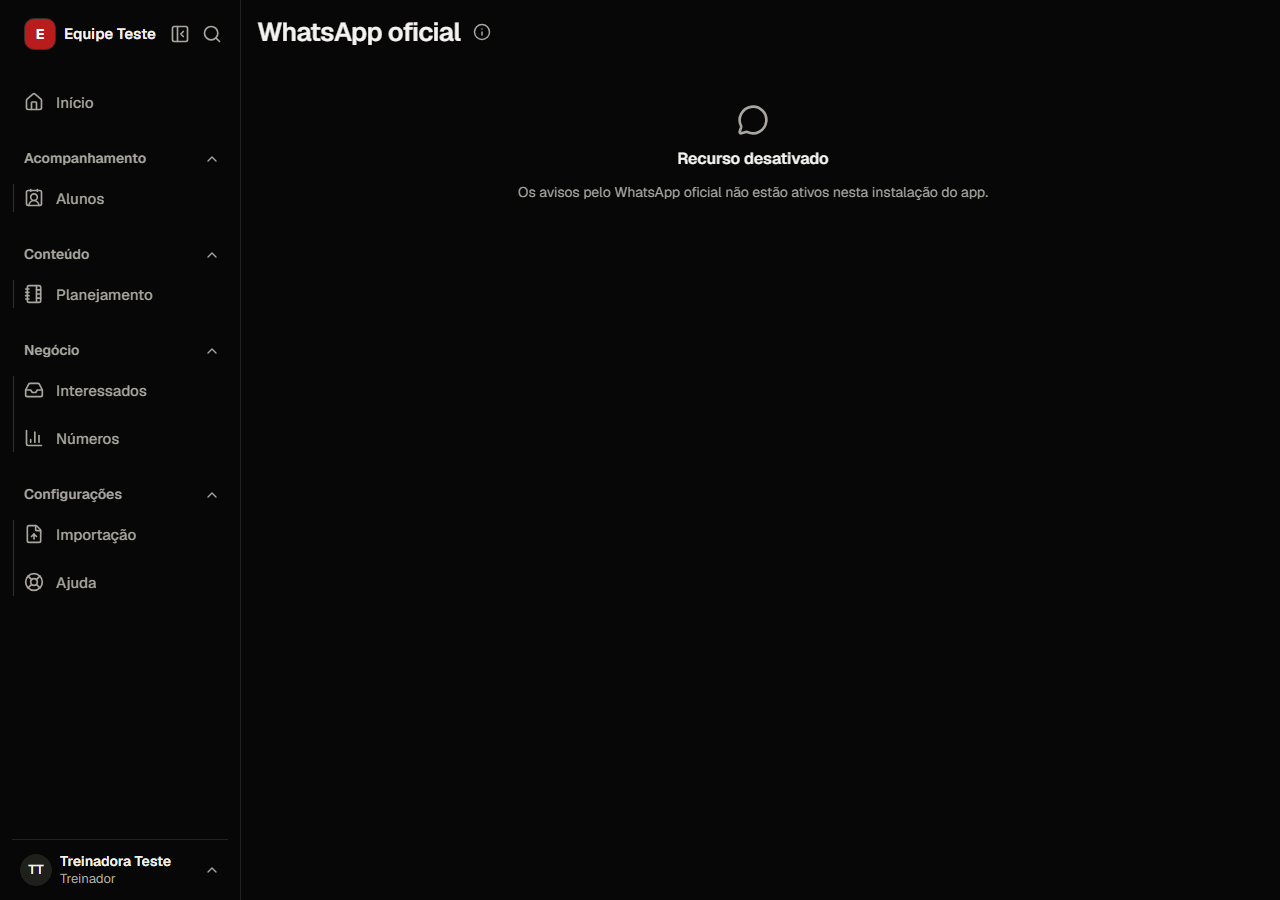 E
Equipe Teste
WhatsApp oficial
Início
Acompanhamento
Alunos
Conteúdo
Planejamento
Negócio
Interessados
Números
Configurações
Importação
Ajuda
Recurso desativado
Os avisos pelo WhatsApp oficial não estão ativos nesta instalação do app.
TT
Treinadora Teste
Treinador